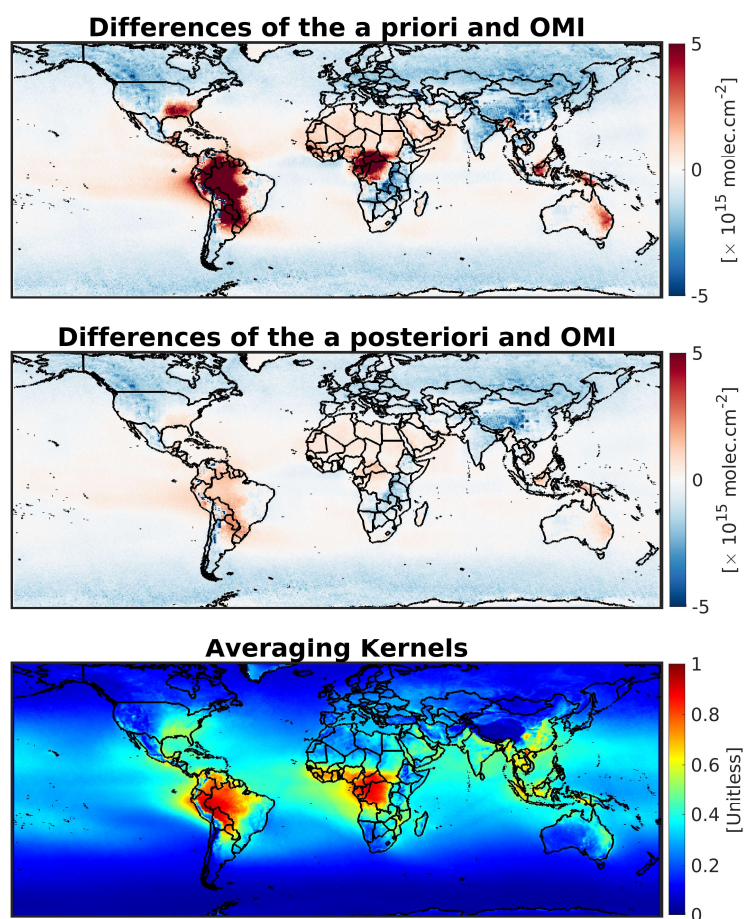 Differences of the a priori and OMI
5
0
-5
[× 10^15 molec.cm^-2]
Differences of the a posteriori and OMI
5
0
-5
[× 10^15 molec.cm^-2]
Averaging Kernels
1
0.8
0.6
0.4
0.2
0
[Unitless]